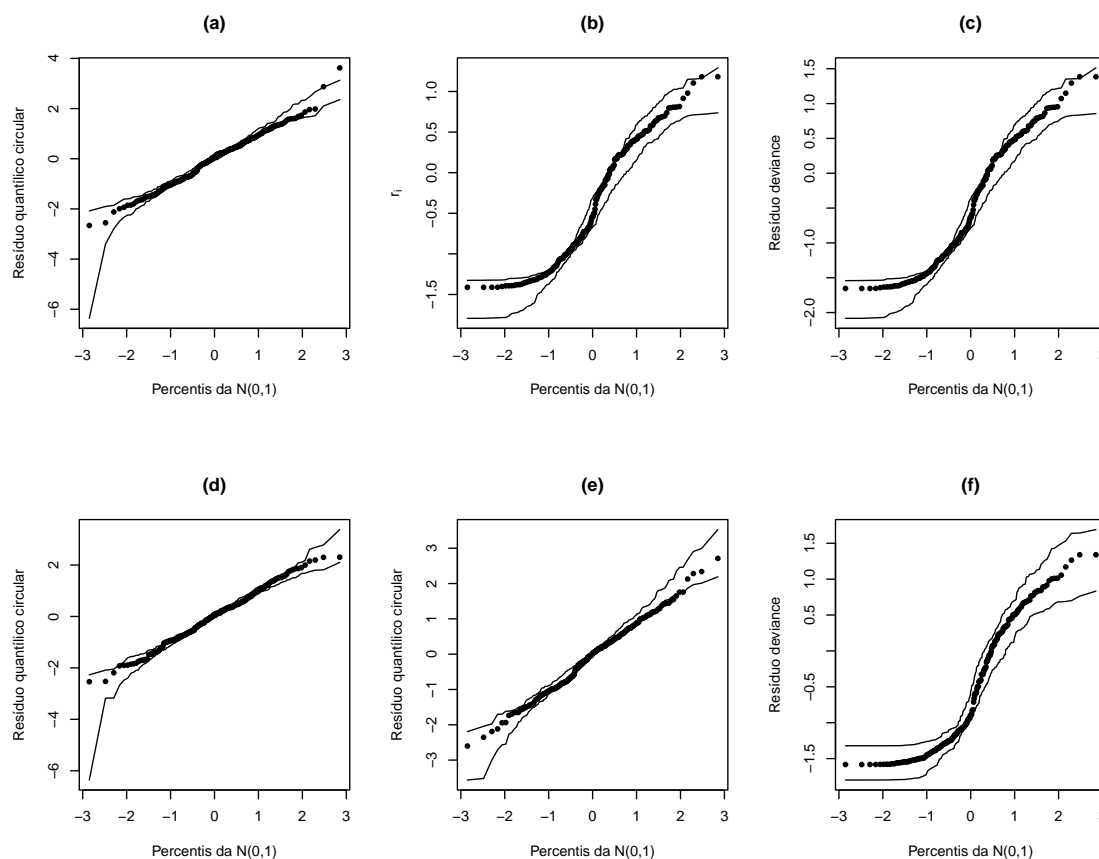 (a)
Resíduo quantílico circular
4
2
0
−2
−4
−6
−3 −2 −1 0 1 2 3
Percentis da N(0,1)
(b)
ri
1.0
0.5
0.0
−0.5
−1.5
−3 −2 −1 0 1 2 3
Percentis da N(0,1)
(c)
Resíduo deviance
1.5
1.0
0.5
0.0
−1.0
−2.0
−3 −2 −1 0 1 2 3
Percentis da N(0,1)
(d)
Resíduo quantílico circular
2
0
−2
−4
−6
−3 −2 −1 0 1 2 3
Percentis da N(0,1)
(e)
Resíduo quantílico circular
3
2
1
0
−1
−2
−3
−3 −2 −1 0 1 2 3
Percentis da N(0,1)
(f)
Resíduo deviance
1.5
1.0
0.5
−0.5
−1.5
−3 −2 −1 0 1 2 3
Percentis da N(0,1)